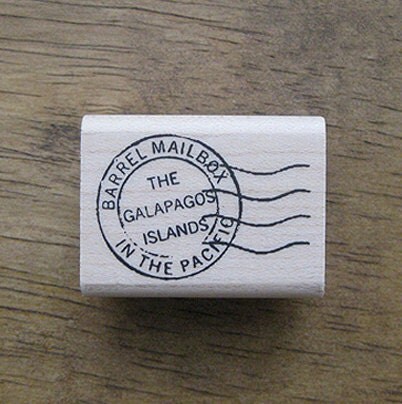 BARREL MAILBOX
THE
GALAPAGOS
ISLANDS
IN THE PACIFIC